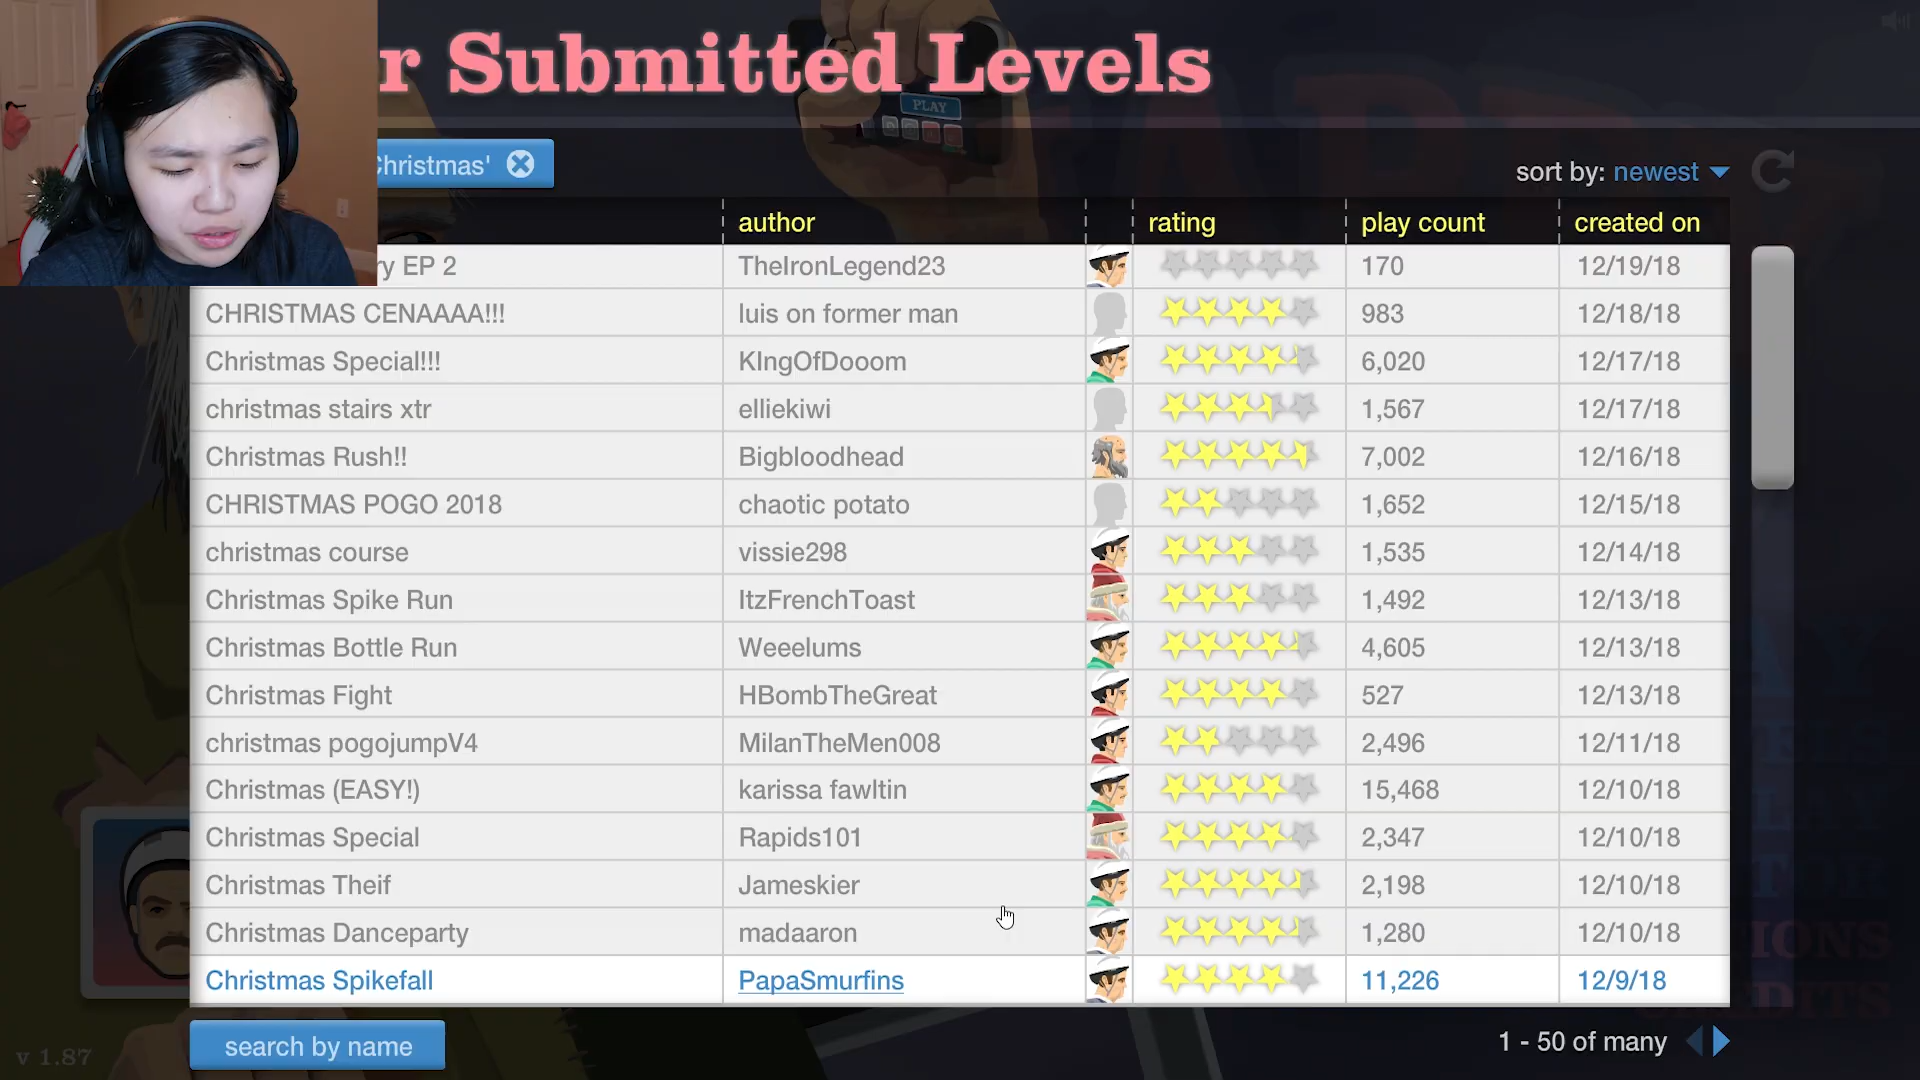 r Submitted Levels
PLAY
Christmas'
sort by: newest
author rating play count created on
ry EP 2 TheIronLegend23 170 12/19/18
CHRISTMAS CENAAAA!!! luis on former man 983 12/18/18
Christmas Special!!! KIngOfDooom 6,020 12/17/18
christmas stairs xtr elliekiwi 1,567 12/17/18
Christmas Rush!! Bigbloodhead 7,002 12/16/18
CHRISTMAS POGO 2018 chaotic potato 1,652 12/15/18
christmas course vissie298 1,535 12/14/18
Christmas Spike Run ItzFrenchToast 1,492 12/13/18
Christmas Bottle Run Weeelums 4,605 12/13/18
Christmas Fight HBombTheGreat 527 12/13/18
christmas pogojumpV4 MilanTheMen008 2,496 12/11/18
Christmas (EASY!) karissa fawltin 15,468 12/10/18
Christmas Special Rapids101 2,347 12/10/18
Christmas Theif Jameskier 2,198 12/10/18
Christmas Danceparty madaaron 1,280 12/10/18
Christmas Spikefall PapaSmurfins 11,226 12/9/18
search by name
1 - 50 of many
v 1.87